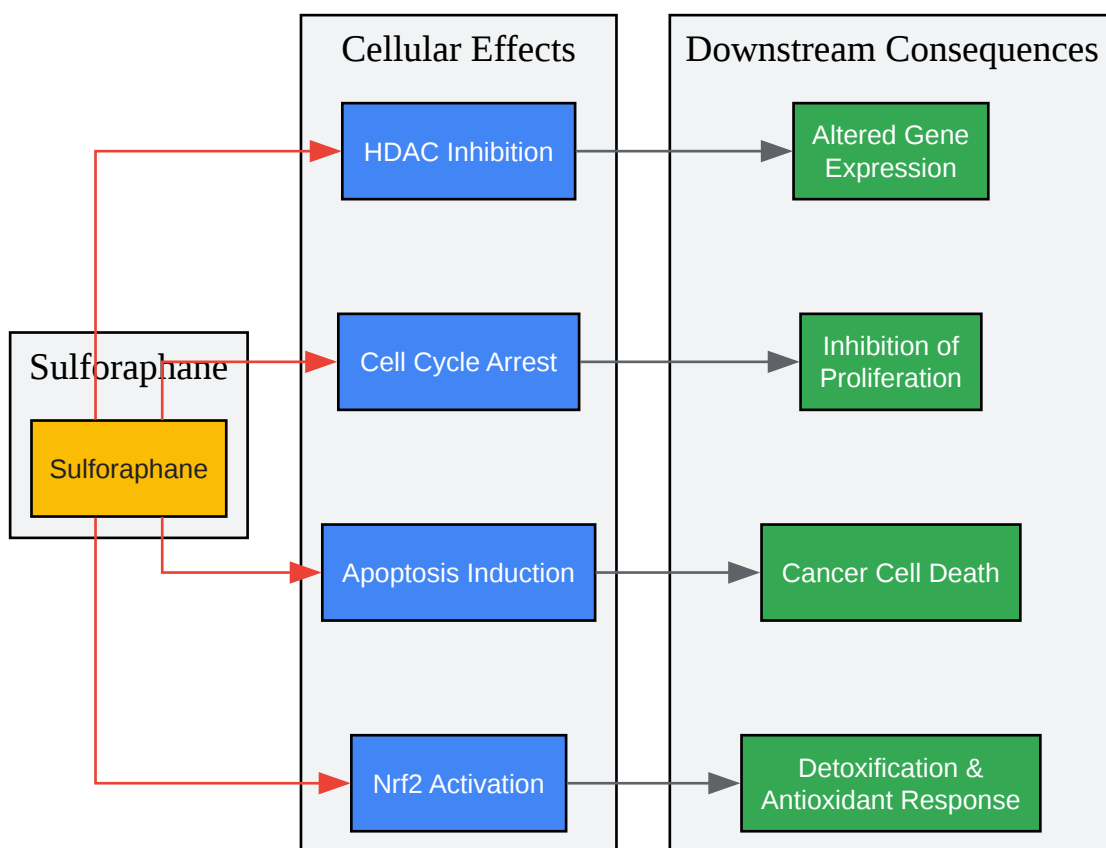 Cellular Effects
Downstream Consequences
HDAC Inhibition
Altered Gene
Expression
Sulforaphane
Cell Cycle Arrest
Inhibition of
Proliferation
Sulforaphane
Apoptosis Induction
Cancer Cell Death
Nrf2 Activation
Detoxification &
Antioxidant Response